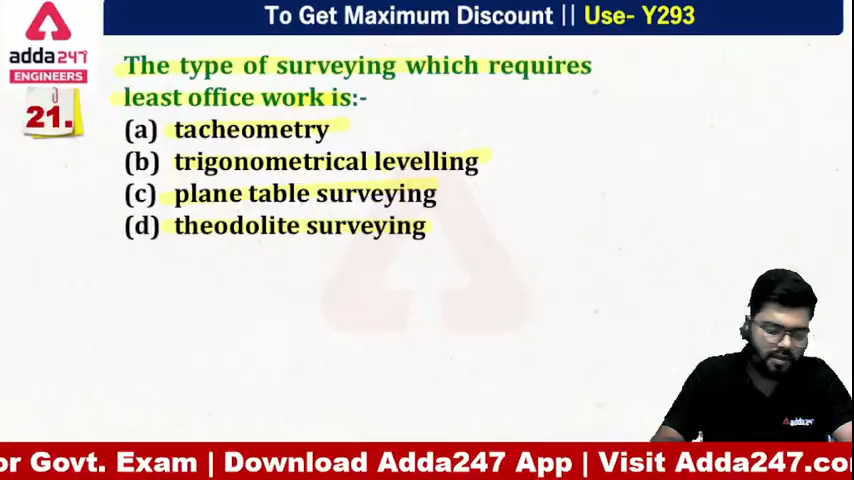 To Get Maximum Discount || Use- Y293
adda247
ENGINEERS
21.
The type of surveying which requires
least office work is:-
(a) tacheometry
(b) trigonometrical levelling
(c) plane table surveying
(d) theodolite surveying
adda247
or Govt. Exam | Download Adda247 App | Visit Adda247.co